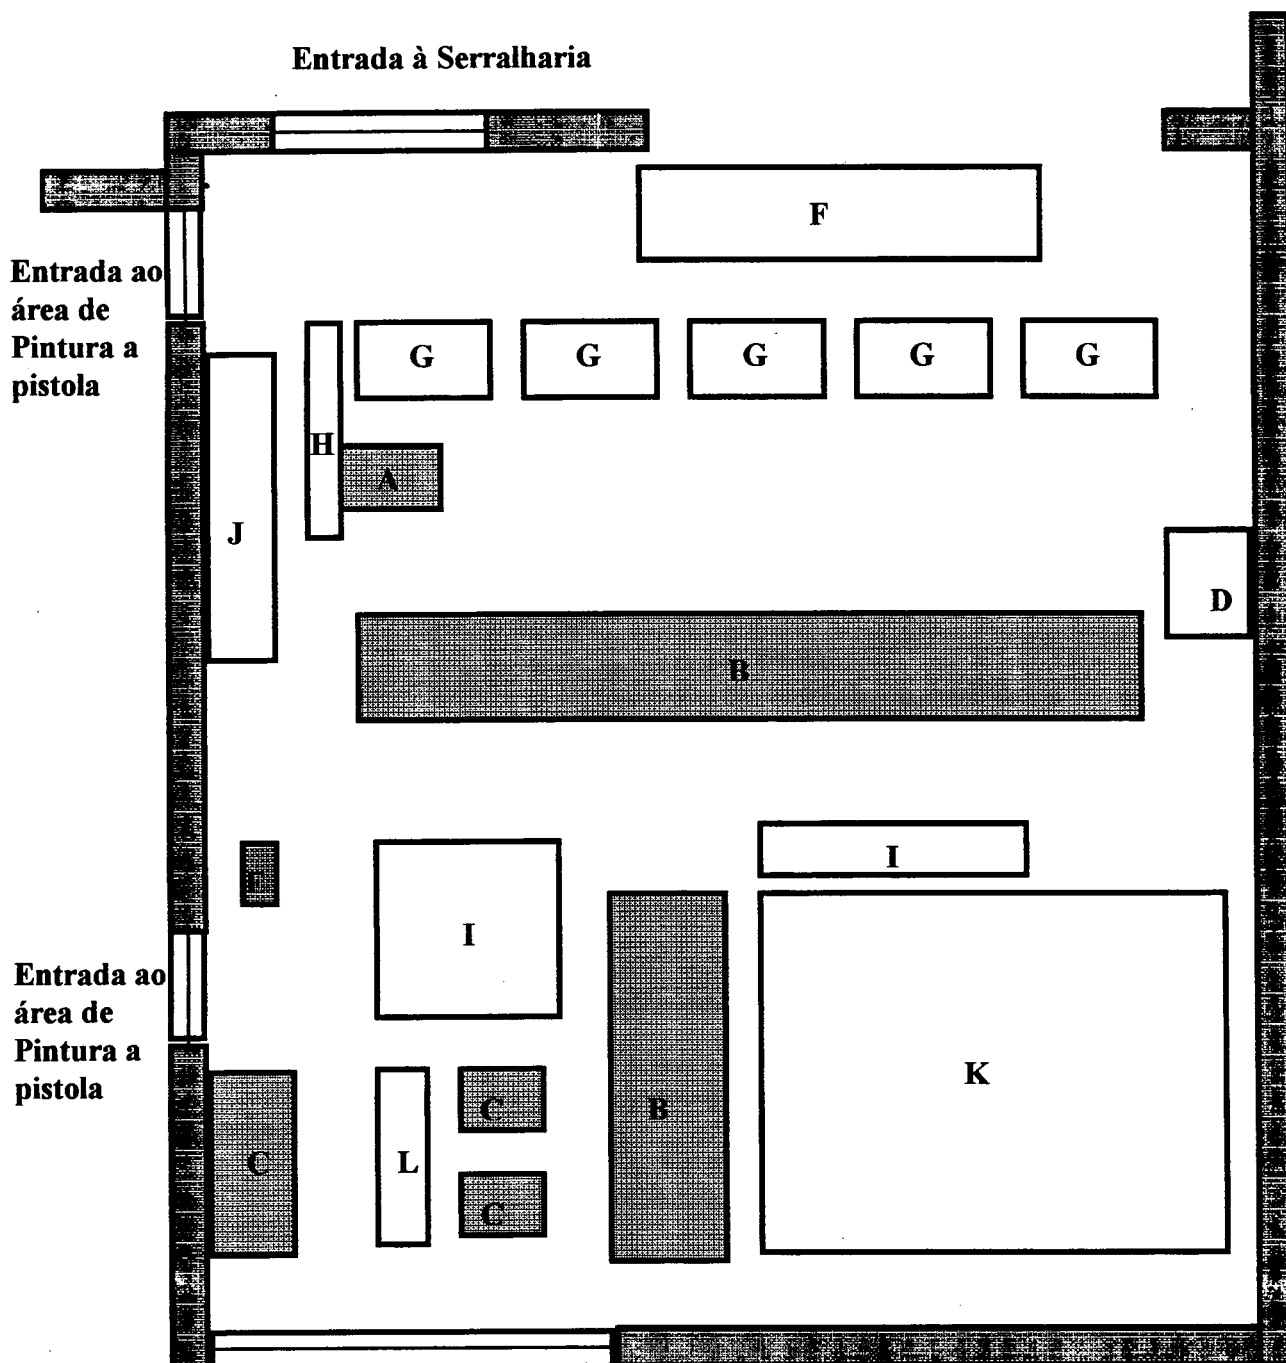 Entrada à Serralharia
F
Entrada ao
área de
Pintura a
pistola
G
G
G
G
G
H
A
J
D
B
I
I
Entrada ao
área de
Pintura a
pistola
K
C
B
L
C
C